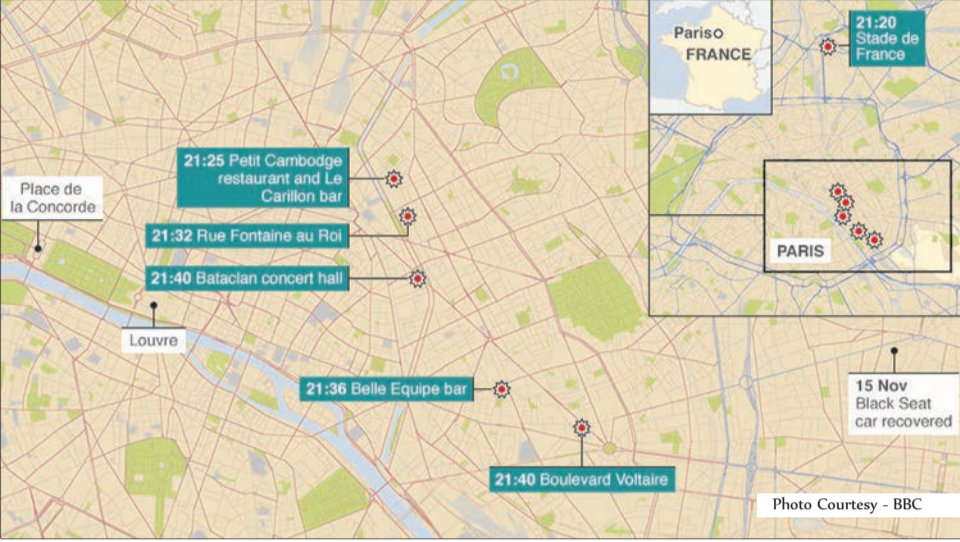 Pariso
FRANCE
21:20
Stade de
France
21:25 Petit Cambodge
restaurant and Le
Carillon bar
Place de
la Concorde
21:32 Rue Fontaine au Roi
21:40 Bataclan concert hall
PARIS
Louvre
21:36 Belle Equipe bar
15 Nov
Black Seat
car recovered
21:40 Boulevard Voltaire
Photo Courtesy - BBC